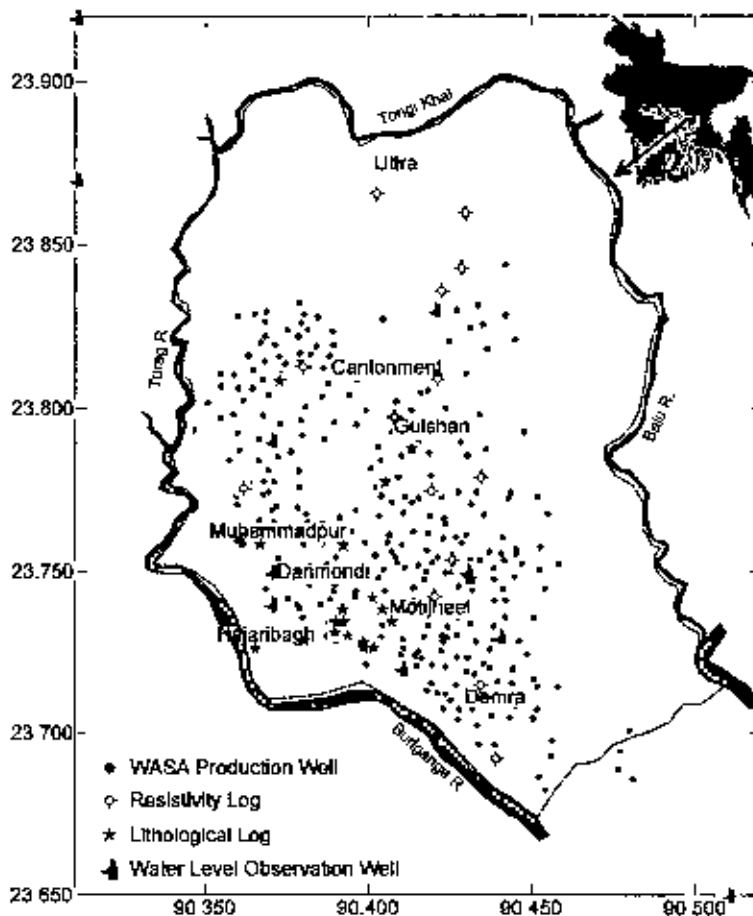 23.900
Tongi Khal
Uttra
23.850
Turag R
Cantonment
23.800
Gulshan
Balu R.
Muhammadpur
23.750
Danmondi
Motijheel
Hajaribagh
Demra
23 700
Buriganga R
WASA Production Well
Resistivity Log
Lithological Log
Water Level Observation Well
23 650
90 350
90.400
90 450
90 500